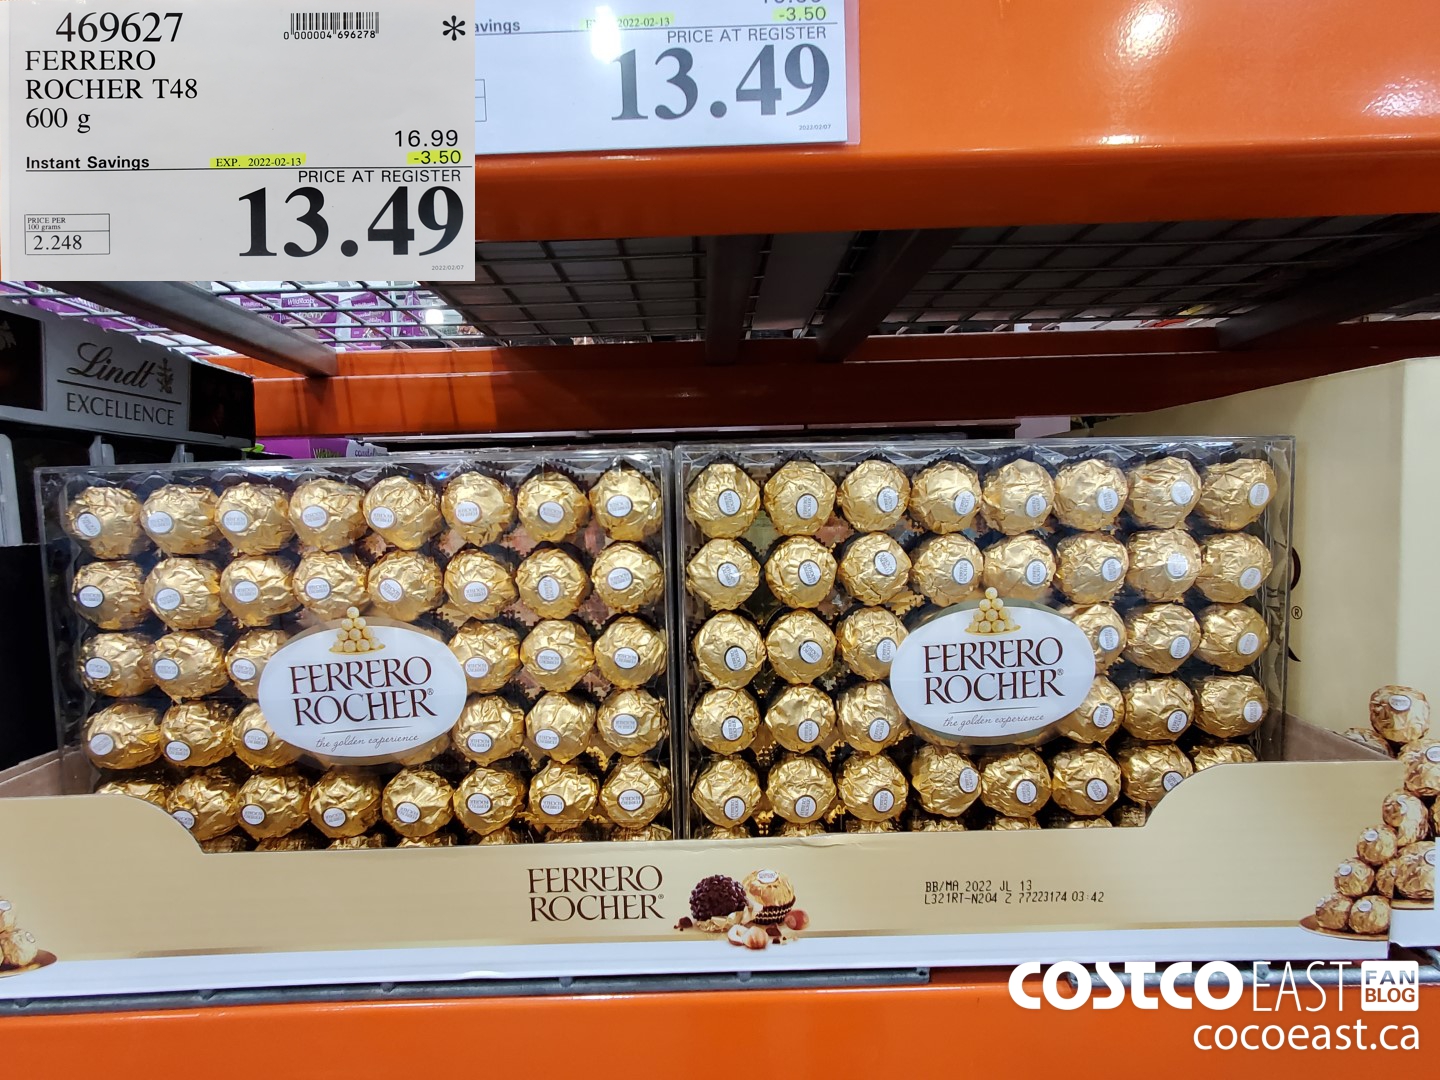 469627
0 000004 696278
*
FERRERO
ROCHER T48
600 g
16.99
Instant Savings EXP. 2022-02-13 -3.50
PRICE AT REGISTER
PRICE PER
100 grams
2.248
13.49
2022/02/07
-3.50
avings 2022-02-13
PRICE AT REGISTER
13.49
2022/02/07
Lindt
EXCELLENCE
FERRERO
ROCHER®
the golden experience
FERRERO
ROCHER®
the golden experience
®
FERRERO
ROCHER®
BB/MA 2022 JL 13
L321RT-N204 2 77223174 03:42
COSTCO EAST FAN
BLOG
cocoeast.ca